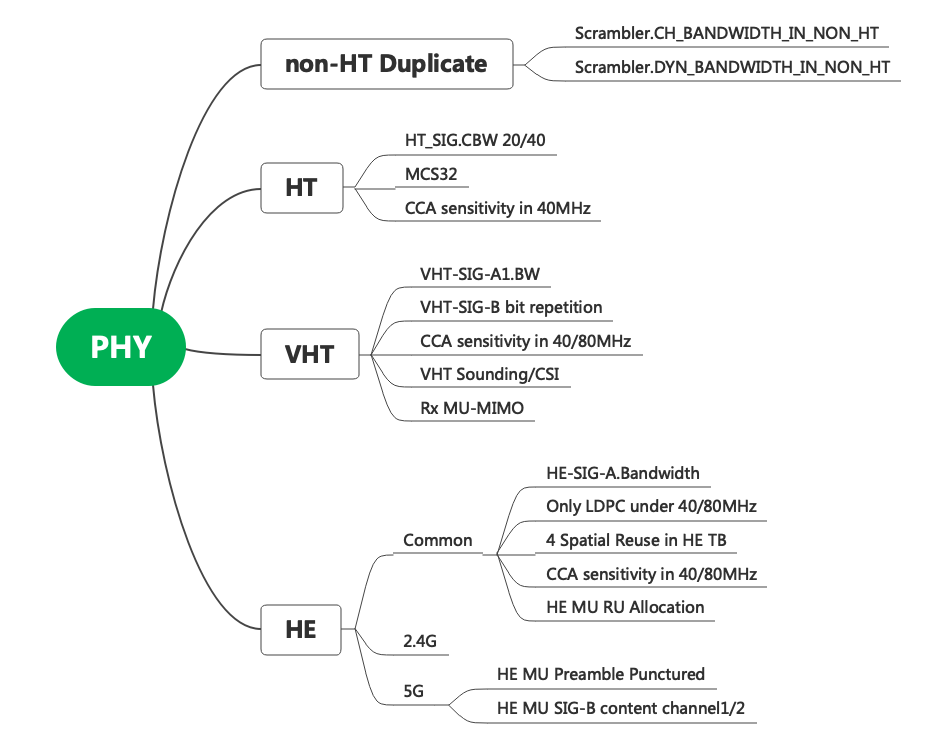 PHY
non-HT Duplicate
Scrambler.CH_BANDWIDTH_IN_NON_HT
Scrambler.DYN_BANDWIDTH_IN_NON_HT
HT
HT_SIG.CBW 20/40
MCS32
CCA sensitivity in 40MHz
VHT
VHT-SIG-A1.BW
VHT-SIG-B bit repetition
CCA sensitivity in 40/80MHz
VHT Sounding/CSI
Rx MU-MIMO
HE
Common
HE-SIG-A.Bandwidth
Only LDPC under 40/80MHz
4 Spatial Reuse in HE TB
CCA sensitivity in 40/80MHz
HE MU RU Allocation
2.4G
5G
HE MU Preamble Punctured
HE MU SIG-B content channel1/2